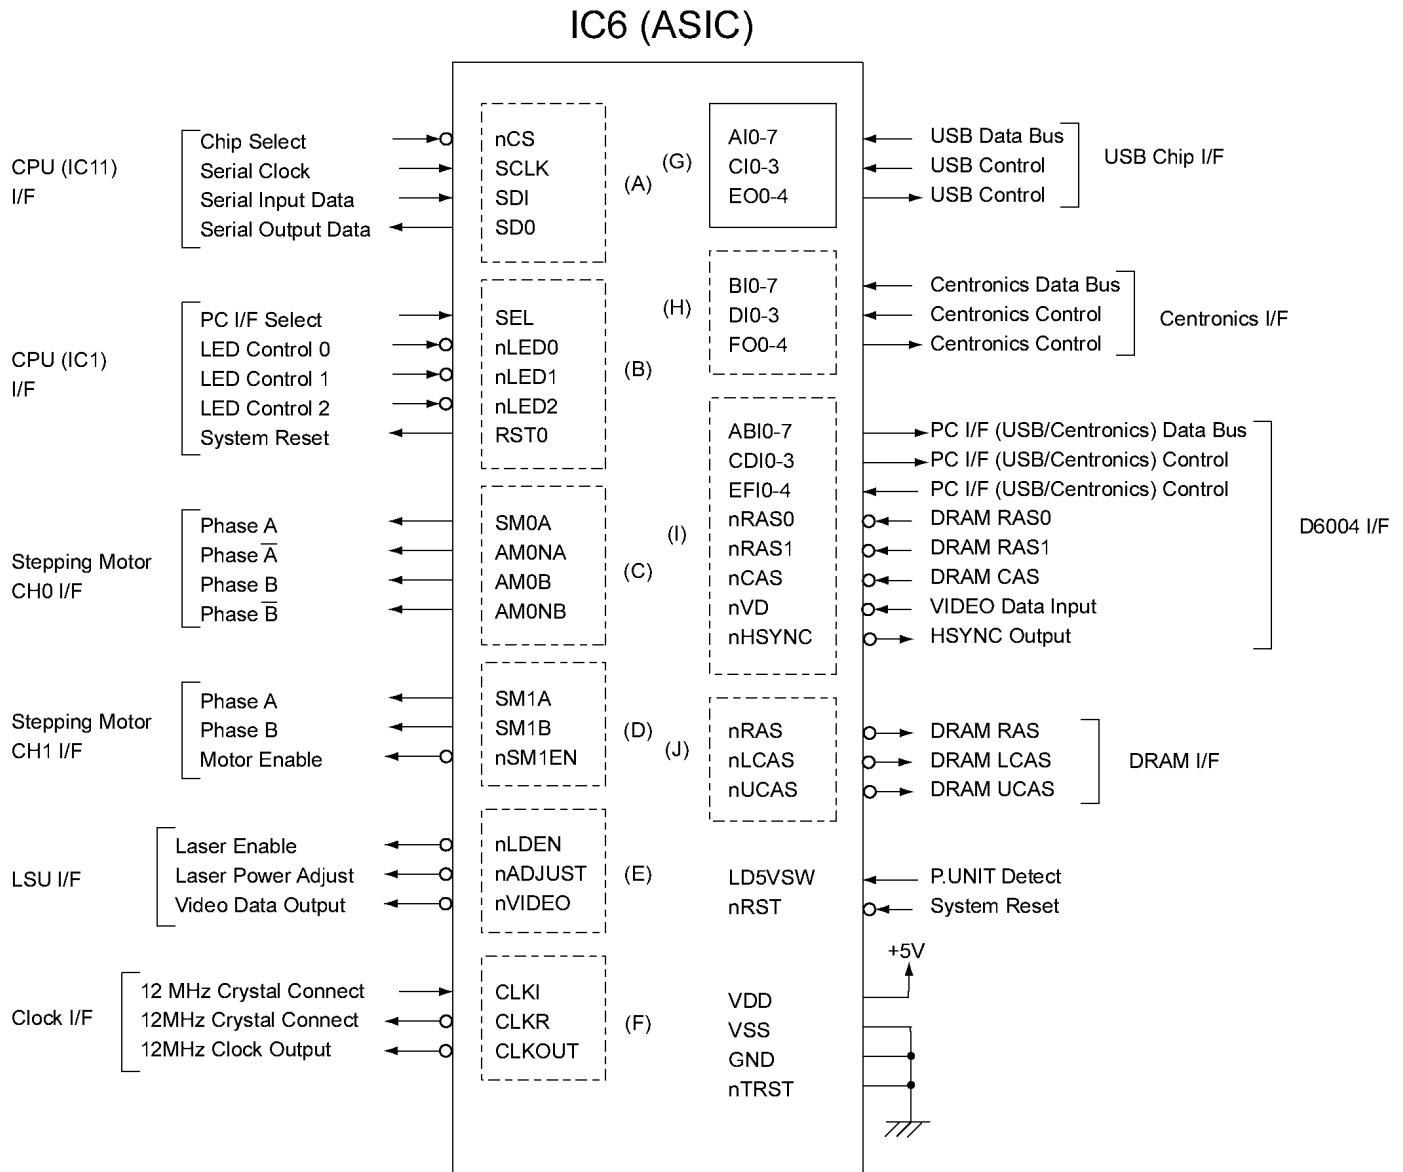 IC6 (ASIC)
CPU (IC11)
I/F
Chip Select
Serial Clock
Serial Input Data
Serial Output Data
nCS
SCLK
SDI
SD0
(A)
CPU (IC1)
I/F
PC I/F Select
LED Control 0
LED Control 1
LED Control 2
System Reset
SEL
nLED0
nLED1
nLED2
RST0
(B)
Stepping Motor
CH0 I/F
Phase A
Phase A̅
Phase B
Phase B̅
SM0A
AM0NA
AM0B
AM0NB
(C)
Stepping Motor
CH1 I/F
Phase A
Phase B
Motor Enable
SM1A
SM1B
nSM1EN
(D)
LSU I/F
Laser Enable
Laser Power Adjust
Video Data Output
nLDEN
nADJUST
nVIDEO
(E)
Clock I/F
12 MHz Crystal Connect
12MHz Crystal Connect
12MHz Clock Output
CLKI
CLKR
CLKOUT
(F)
(G)
AI0-7
CI0-3
EO0-4
USB Data Bus
USB Control
USB Control
USB Chip I/F
(H)
BI0-7
DI0-3
FO0-4
Centronics Data Bus
Centronics Control
Centronics Control
Centronics I/F
(I)
ABI0-7
CDI0-3
EFI0-4
nRAS0
nRAS1
nCAS
nVD
nHSYNC
PC I/F (USB/Centronics) Data Bus
PC I/F (USB/Centronics) Control
PC I/F (USB/Centronics) Control
DRAM RAS0
DRAM RAS1
DRAM CAS
VIDEO Data Input
HSYNC Output
D6004 I/F
(J)
nRAS
nLCAS
nUCAS
DRAM RAS
DRAM LCAS
DRAM UCAS
DRAM I/F
LD5VSW
nRST
P.UNIT Detect
System Reset
+5V
VDD
VSS
GND
nTRST